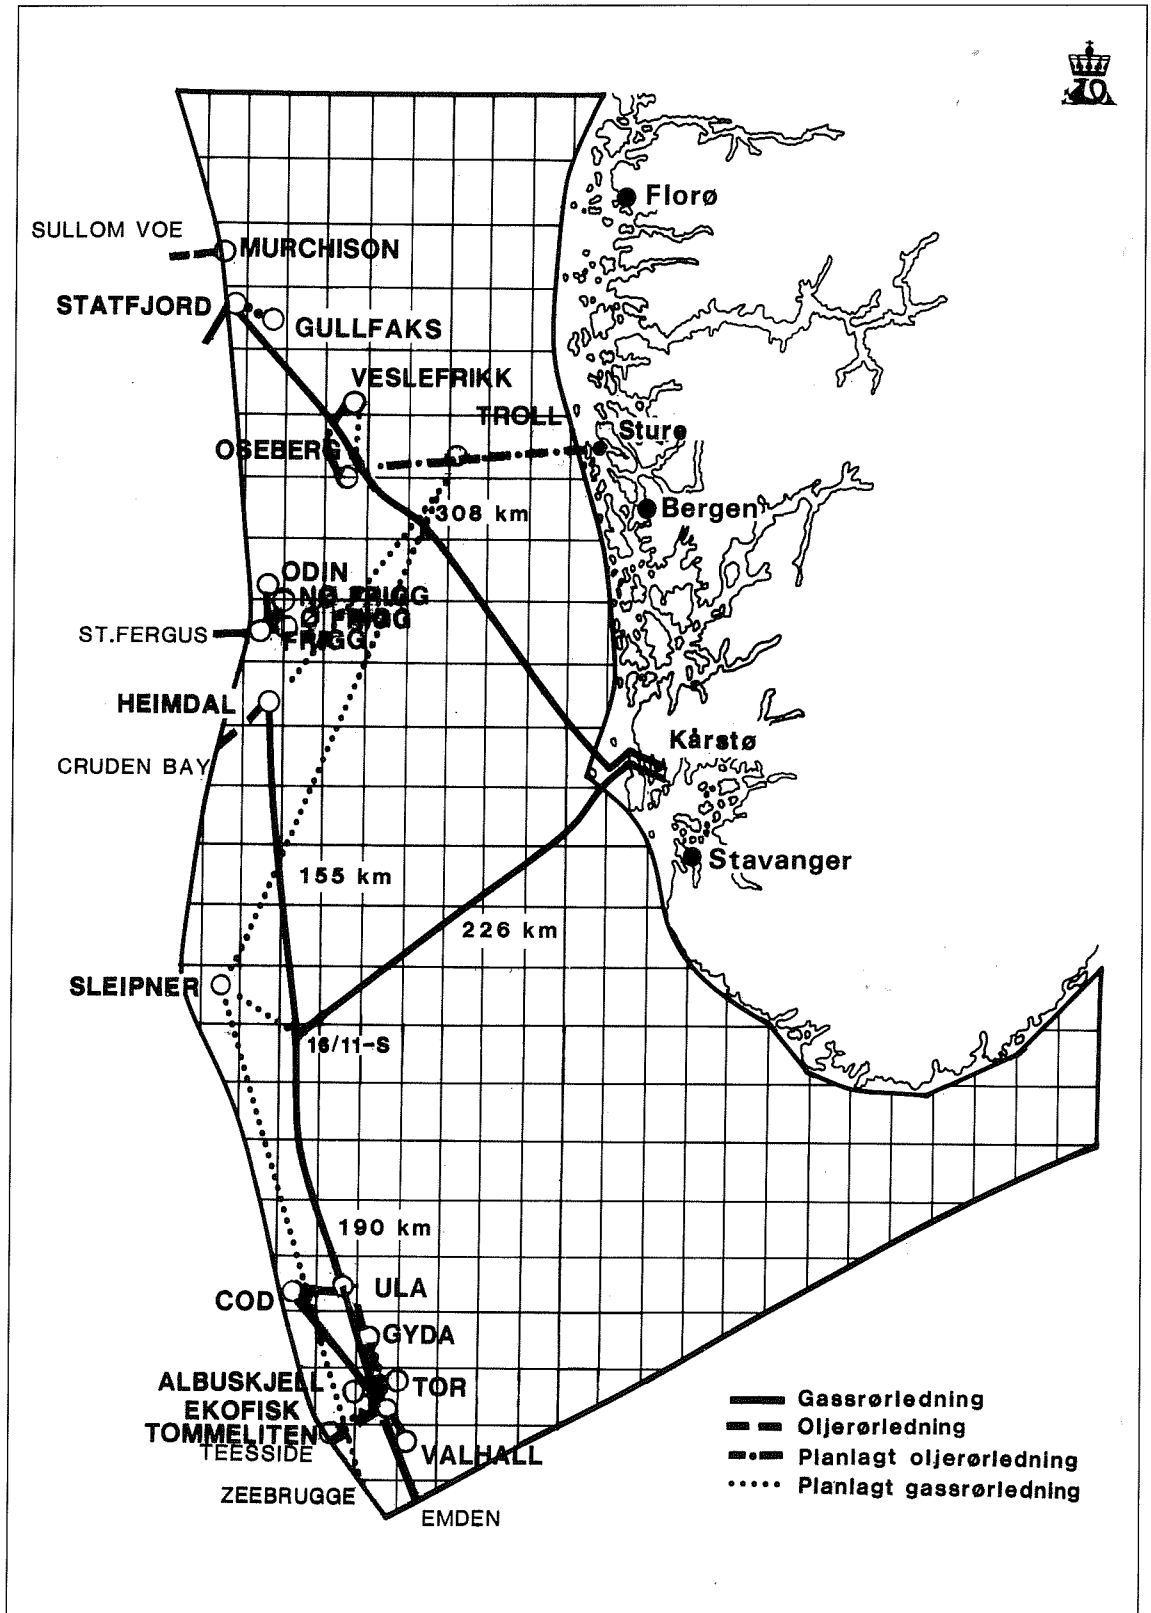 Florø
SULLOM VOE
MURCHISON
STATFJORD
GULLFAKS
VESLEFRIKK
TROLL
Sture
OSEBERG
308 km
Bergen
ODIN
NØ FRIGG
Ø FRIGG
ST.FERGUS
FRIGG
HEIMDAL
Kårstø
CRUDEN BAY
Stavanger
155 km
226 km
SLEIPNER
16/11-S
190 km
ULA
COD
GYDA
ALBUSKJELL
TOR
EKOFISK
TOMMELITEN
TEESSIDE
VALHALL
ZEEBRUGGE
EMDEN
Gassrørledning
Oljerørledning
Planlagt oljerørledning
Planlagt gassrørledning